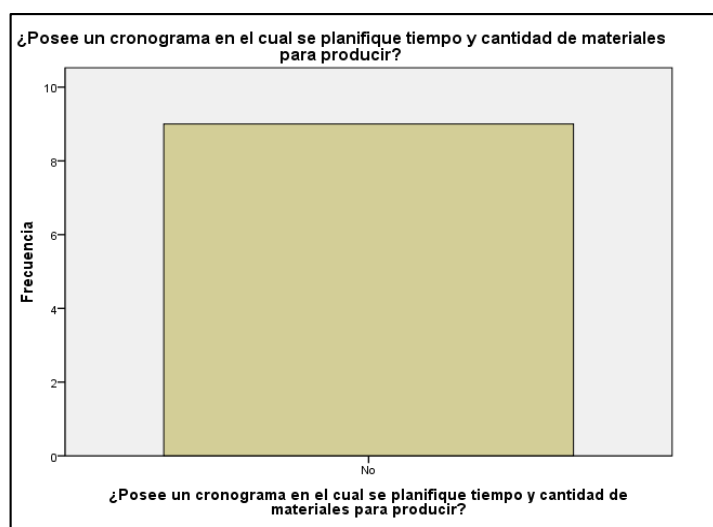 ¿Posee un cronograma en el cual se planifique tiempo y cantidad de materiales
para producir?
10
8
6
4
2
0
Frecuencia
No
¿Posee un cronograma en el cual se planifique tiempo y cantidad de
materiales para producir?